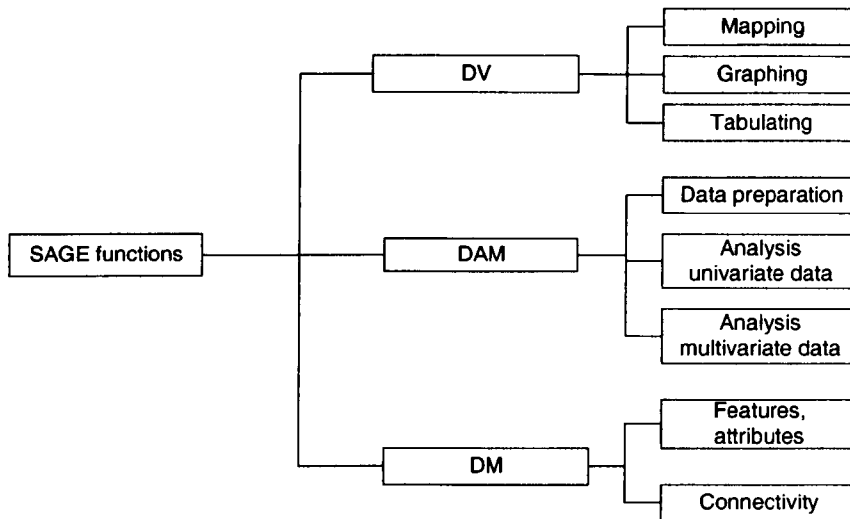 SAGE functions
DV
Mapping
Graphing
Tabulating
DAM
Data preparation
Analysis
univariate data
Analysis
multivariate data
DM
Features,
attributes
Connectivity